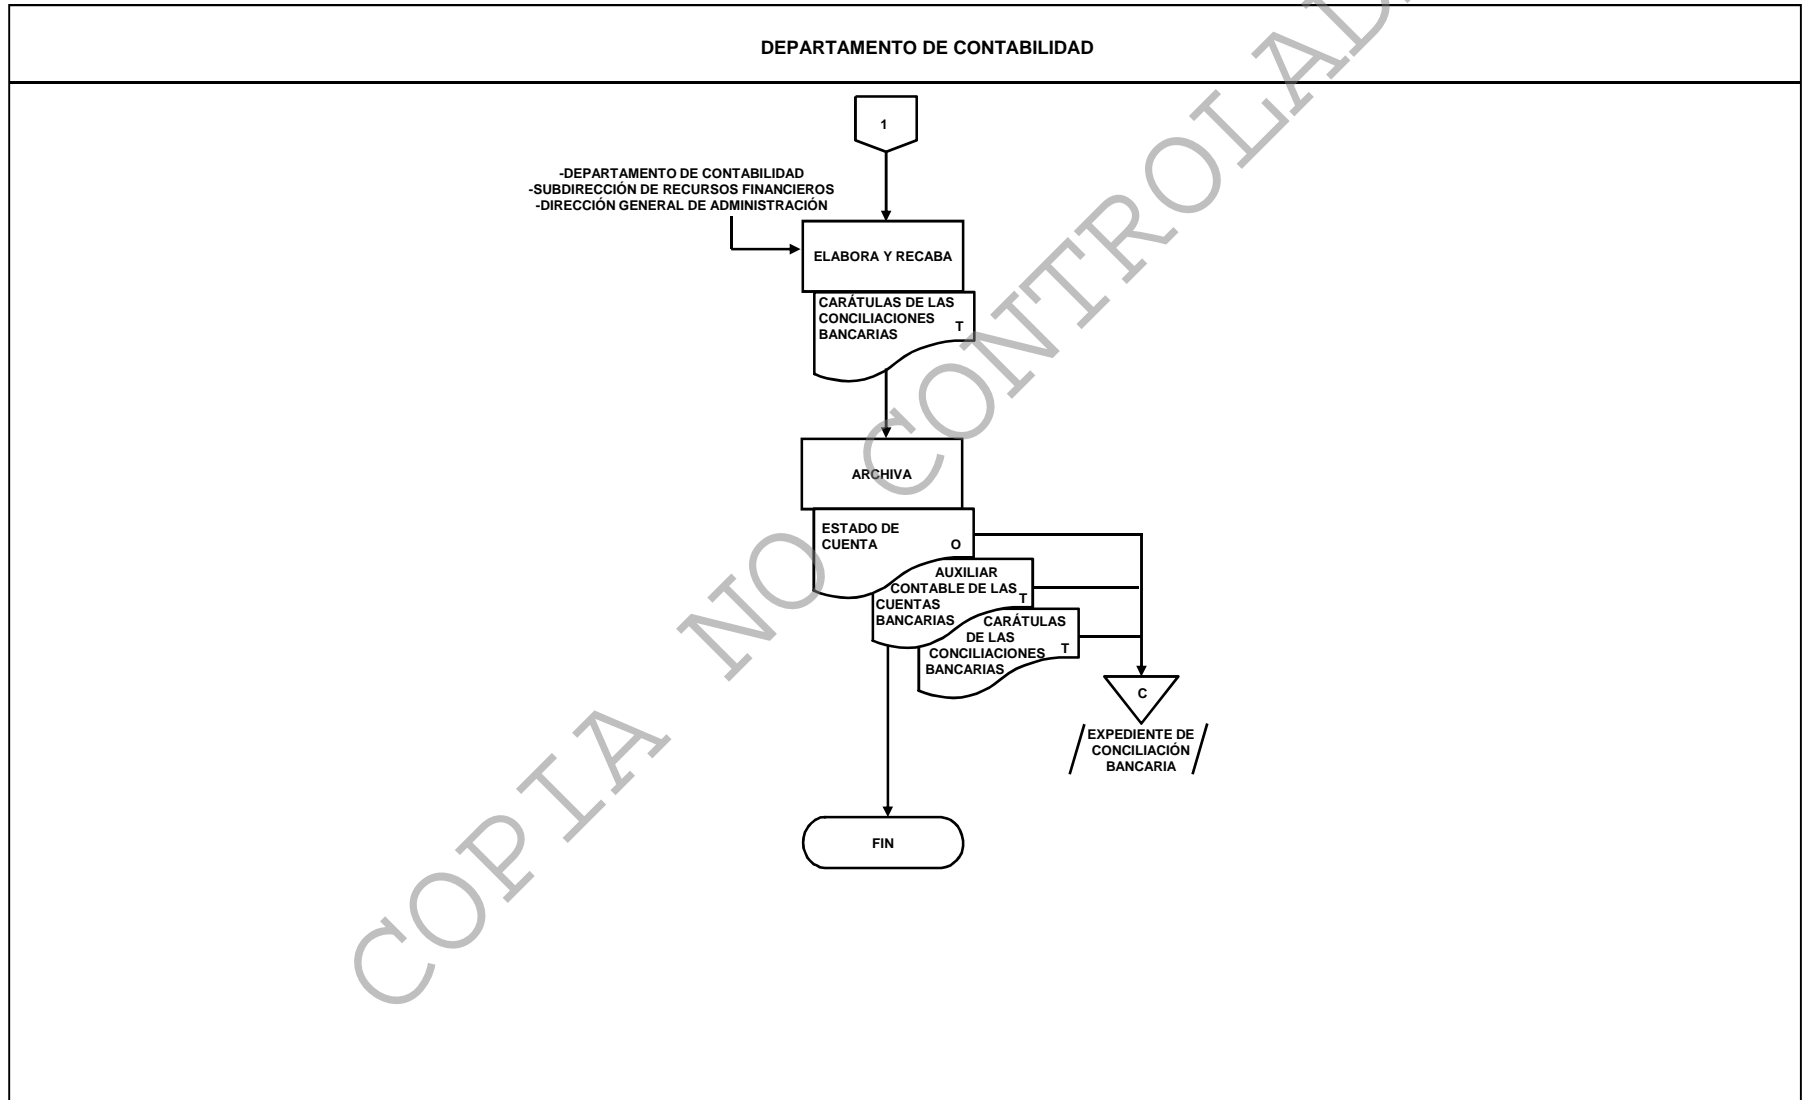 DEPARTAMENTO DE CONTABILIDAD
1
-DEPARTAMENTO DE CONTABILIDAD
-SUBDIRECCIÓN DE RECURSOS FINANCIEROS
-DIRECCIÓN GENERAL DE ADMINISTRACIÓN
ELABORA Y RECABA
CARÁTULAS DE LAS
CONCILIACIONES
BANCARIAS
T
ARCHIVA
ESTADO DE
CUENTA
O
AUXILIAR
CONTABLE DE LAS
CUENTAS
BANCARIAS
T
CARÁTULAS
DE LAS
CONCILIACIONES
BANCARIAS
T
C
EXPEDIENTE DE
CONCILIACIÓN
BANCARIA
FIN
COPIA NO CONTROLAD